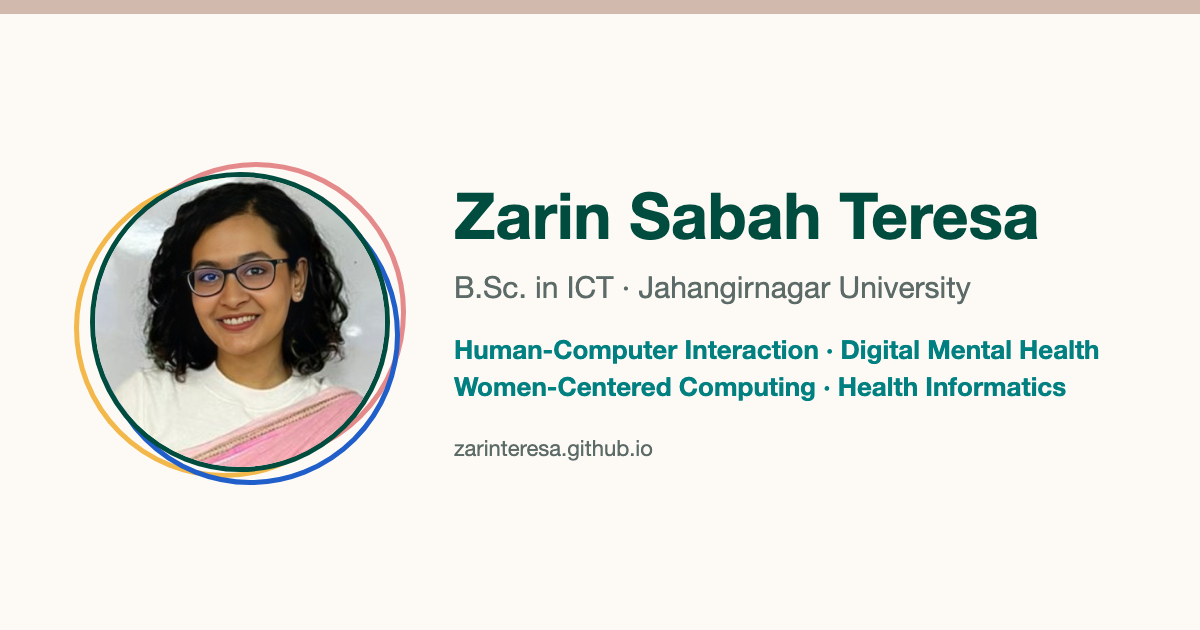 Zarin Sabah Teresa
B.Sc. in ICT · Jahangirnagar University
Human-Computer Interaction · Digital Mental Health
Women-Centered Computing · Health Informatics
zarinteresa.github.io